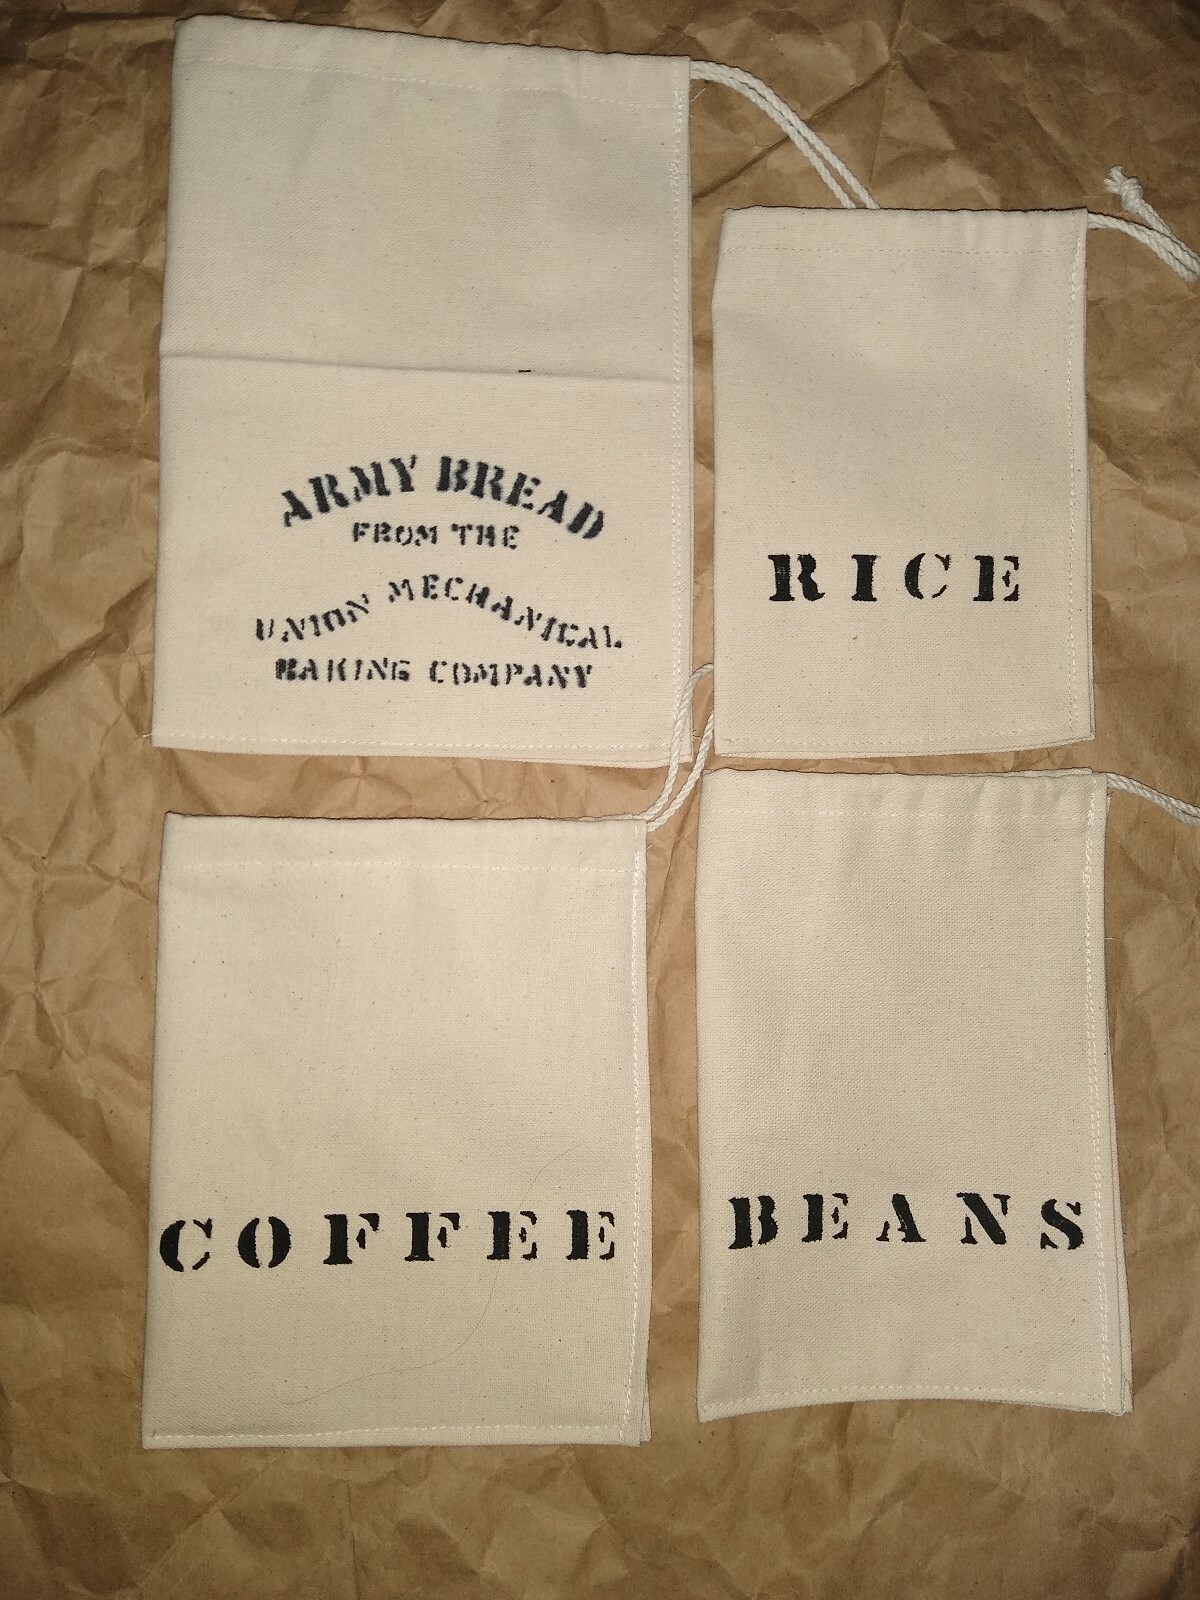 ARMY BREAD
FROM THE
UNION MECHANICAL
BAKING COMPANY
RICE
COFFEE
BEANS